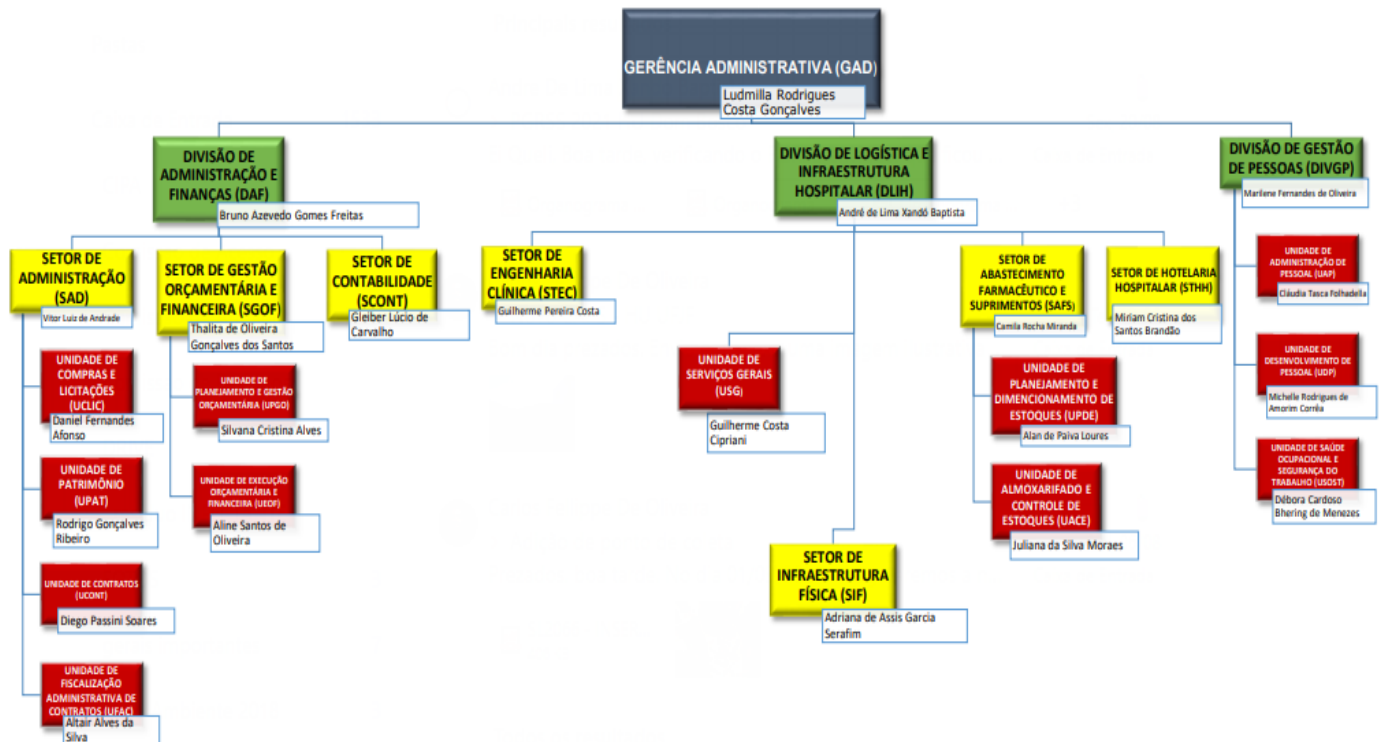 GERÊNCIA ADMINISTRATIVA (GAD)
Ludmilla Rodrigues
Costa Gonçalves
DIVISÃO DE
ADMINISTRAÇÃO E
FINANÇAS (DAF)
Bruno Azevedo Gomes Freitas
SETOR DE
ADMINISTRAÇÃO
(SAD)
Vitor Luiz de Andrade
UNIDADE DE
COMPRAS E
LICITAÇÕES
(UCLIC)
Daniel Fernandes
Afonso
UNIDADE DE
PATRIMÔNIO
(UPAT)
Rodrigo Gonçalves
Ribeiro
UNIDADE DE CONTRATOS
(UCONT)
Diego Passini Soares
UNIDADE DE
FISCALIZAÇÃO
ADMINISTRATIVA DE
CONTRATOS (UFAC)
Altair Alves da
Silva
SETOR DE GESTÃO
ORÇAMENTÁRIA E
FINANCEIRA (SGOF)
Thalita de Oliveira
Gonçalves dos Santos
UNIDADE DE
PLANEJAMENTO E GESTÃO
ORÇAMENTÁRIA (UPGO)
Silvana Cristina Alves
UNIDADE DE EXECUÇÃO
ORÇAMENTÁRIA E
FINANCEIRA (UEOF)
Aline Santos de
Oliveira
SETOR DE
CONTABILIDADE
(SCONT)
Gleiber Lúcio de
Carvalho
DIVISÃO DE LOGÍSTICA E
INFRAESTRUTURA
HOSPITALAR (DLIH)
André de Lima Xandó Baptista
SETOR DE
ENGENHARIA
CLÍNICA (STEC)
Guilherme Pereira Costa
UNIDADE DE
SERVIÇOS GERAIS
(USG)
Guilherme Costa
Cipriani
SETOR DE
INFRAESTRUTURA
FÍSICA (SIF)
Adriana de Assis Garcia
Serafim
SETOR DE
ABASTECIMENTO
FARMACÊUTICO E
SUPRIMENTOS (SAFS)
Camila Rocha Miranda
UNIDADE DE
PLANEJAMENTO E
DIMENCIONAMENTO DE
ESTOQUES (UPDE)
Alan de Paiva Loures
UNIDADE DE
ALMOXARIFADO E
CONTROLE DE
ESTOQUES (UACE)
Juliana da Silva Moraes
SETOR DE HOTELARIA
HOSPITALAR (STHH)
Miriam Cristina dos
Santos Brandão
DIVISÃO DE GESTÃO
DE PESSOAS (DIVGP)
Marilene Fernandes de Oliveira
UNIDADE DE
ADMINISTRAÇÃO DE
PESSOAL (UAP)
Cláudia Tasca Folhadella
UNIDADE DE
DESENVOLVIMENTO DE
PESSOAL (UDP)
Michelle Rodrigues de
Amorim Corrêa
UNIDADE DE SAÚDE
OCUPACIONAL E
SEGURANÇA DO
TRABALHO (USOST)
Débora Cardoso
Bhering de Menezes